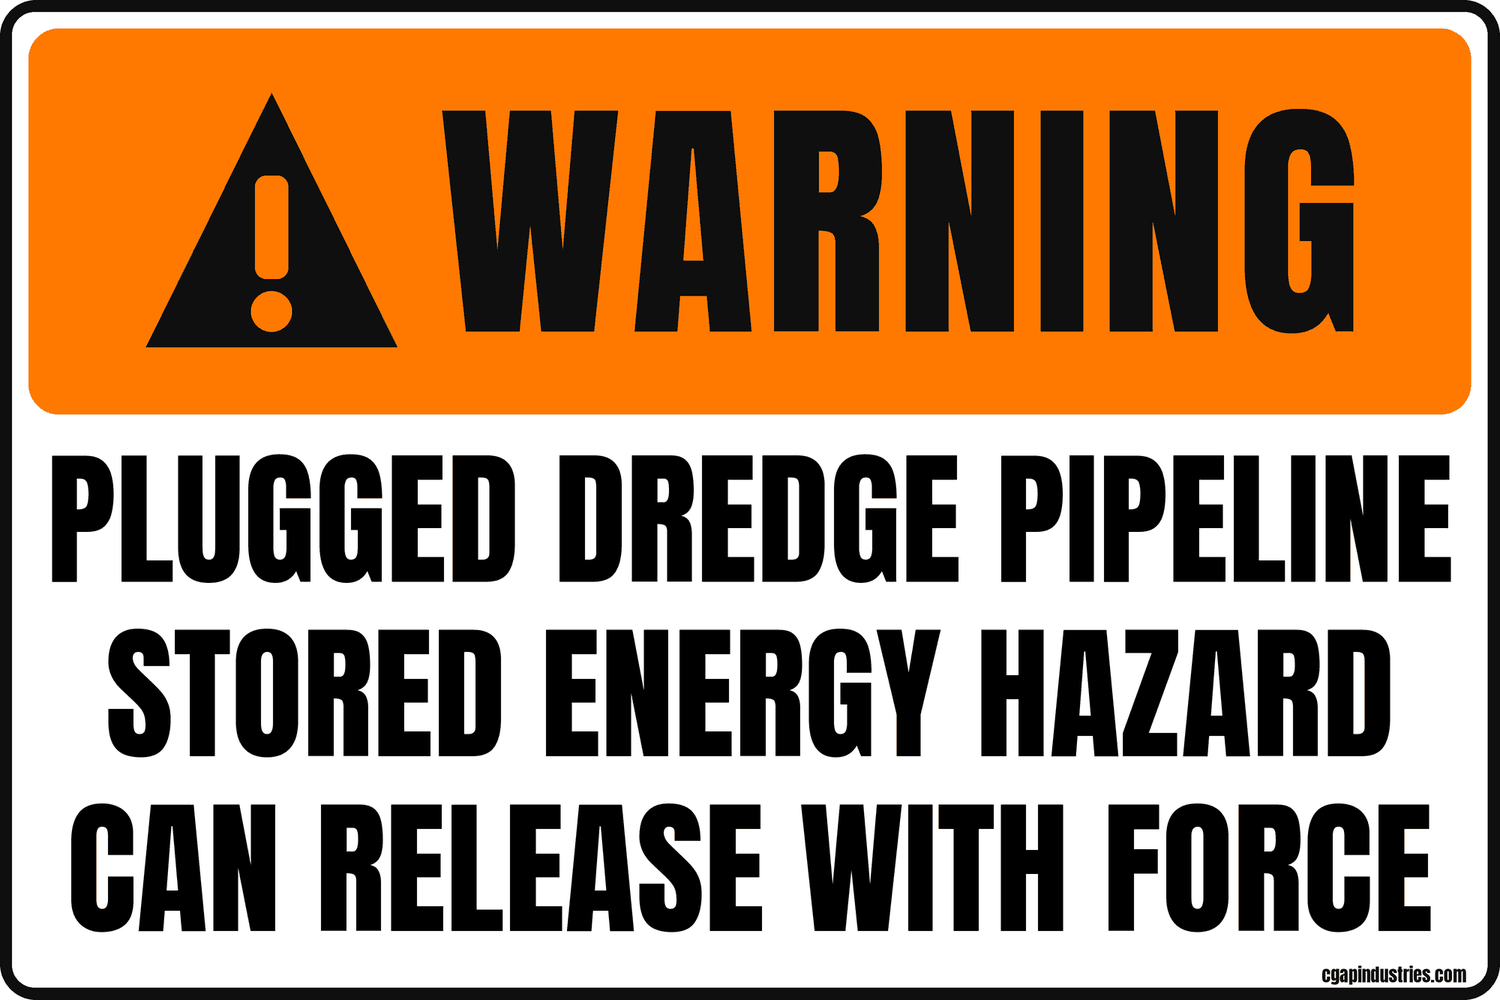 WARNING
PLUGGED DREDGE PIPELINE
STORED ENERGY HAZARD
CAN RELEASE WITH FORCE
cgapindustries.com